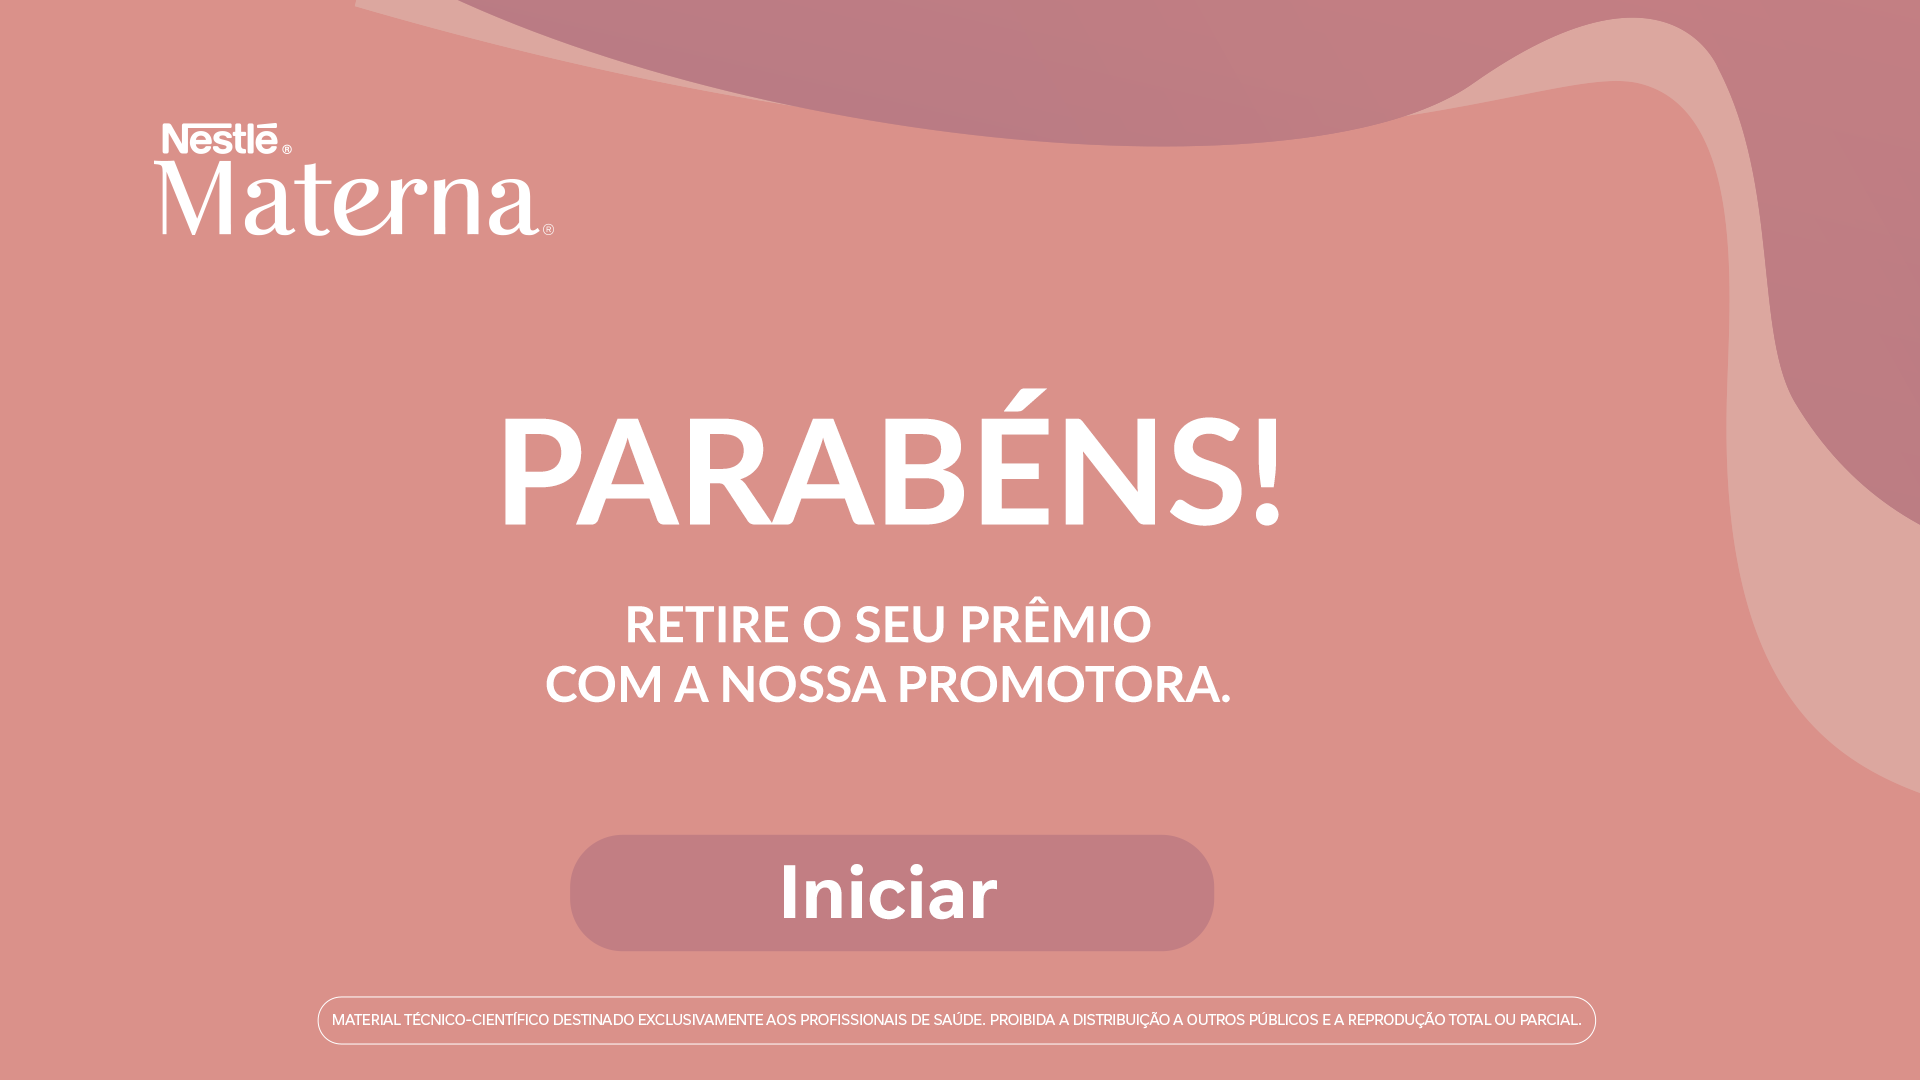 Nestlé®
Materna®
PARABÉNS!
RETIRE O SEU PRÊMIO
COM A NOSSA PROMOTORA.
Iniciar
MATERIAL TÉCNICO-CIENTÍFICO DESTINADO EXCLUSIVAMENTE AOS PROFISSIONAIS DE SAÚDE. PROIBIDA A DISTRIBUIÇÃO A OUTROS PÚBLICOS E A REPRODUÇÃO TOTAL OU PARCIAL.